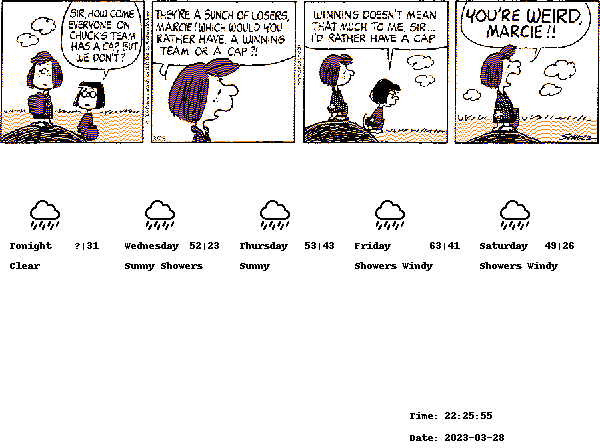 SIR, HOW COME
EVERYONE ON
CHUCK'S TEAM
HAS A CAP BUT
WE DON'T?
THEY'RE A BUNCH OF LOSERS,
MARCIE! WHICH WOULD YOU
RATHER HAVE, A WINNING
TEAM OR A CAP?!
WINNING DOESN'T MEAN
THAT MUCH TO ME, SIR...
I'D RATHER HAVE A CAP
YOU'RE WEIRD,
MARCIE!!
Tonight ?|31
Clear
Wednesday 52|23
Sunny Showers
Thursday 53|43
Sunny
Friday 63|41
Showers Windy
Saturday 49|26
Showers Windy
Time: 22:25:55
Date: 2023-03-28